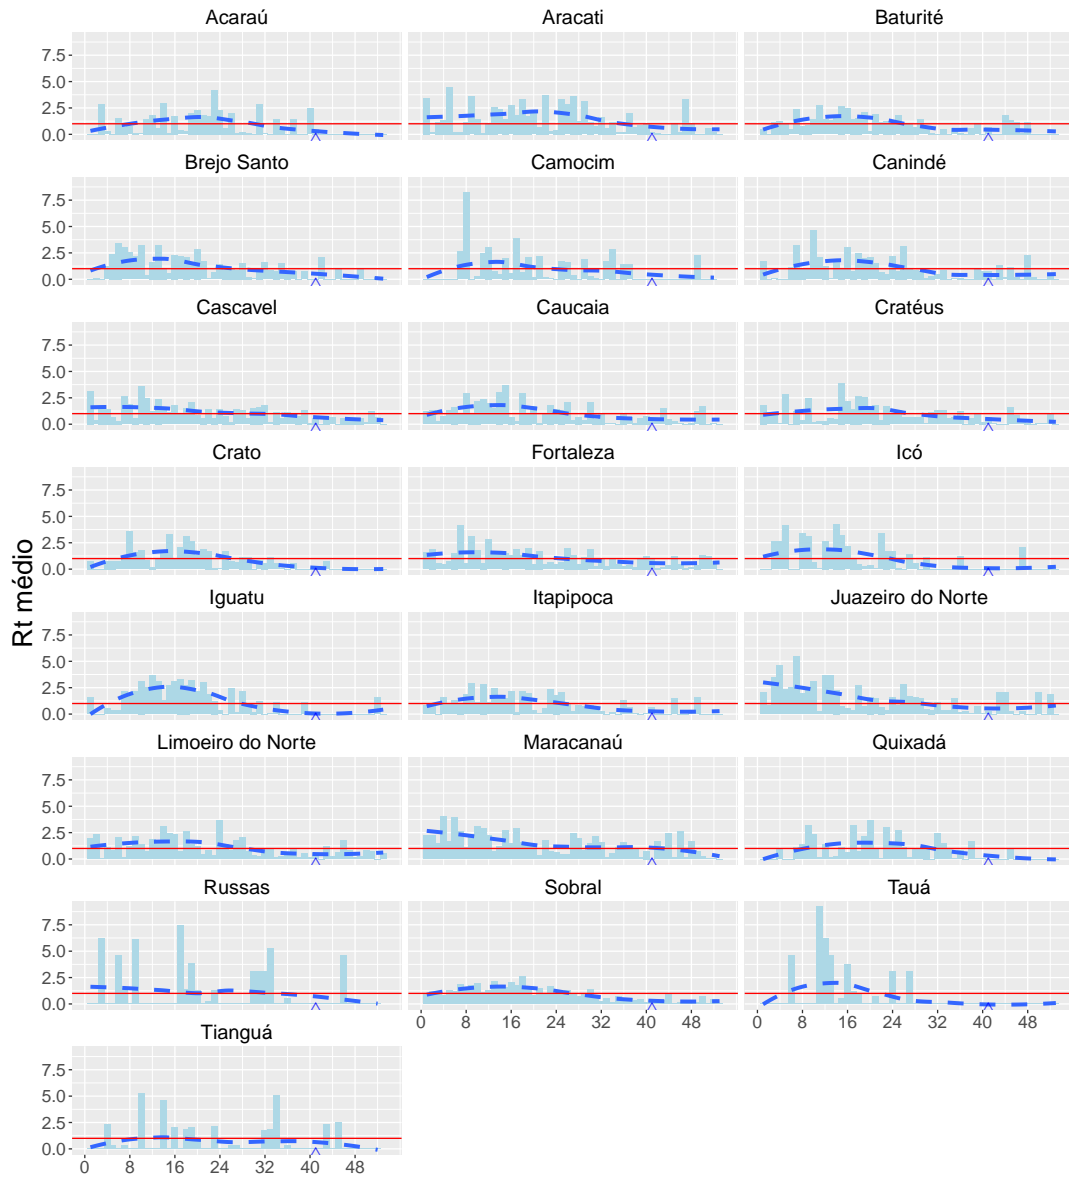 Acaraú Aracati Baturité
7.5
5.0
2.5
0.0
Brejo Santo Camocim Canindé
7.5
5.0
2.5
0.0
Cascavel Caucaia Cratéus
7.5
5.0
2.5
0.0
Crato Fortaleza Icó
7.5
5.0
2.5
0.0
Rt médio
Iguatu Itapipoca Juazeiro do Norte
7.5
5.0
2.5
0.0
Limoeiro do Norte Maracanaú Quixadá
7.5
5.0
2.5
0.0
Russas Sobral Tauá
7.5
5.0
2.5
0.0
0 8 16 24 32 40 48 0 8 16 24 32 40 48
Tianguá
7.5
5.0
2.5
0.0
0 8 16 24 32 40 48